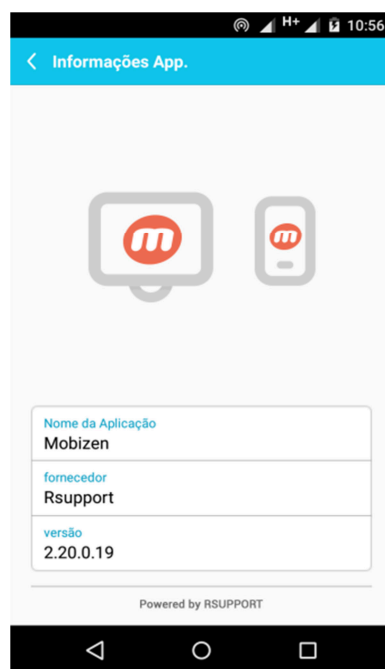 H+ 10:56
Informações App.
m m
Nome da Aplicação
Mobizen
fornecedor
Rsupport
versão
2.20.0.19
Powered by RSUPPORT